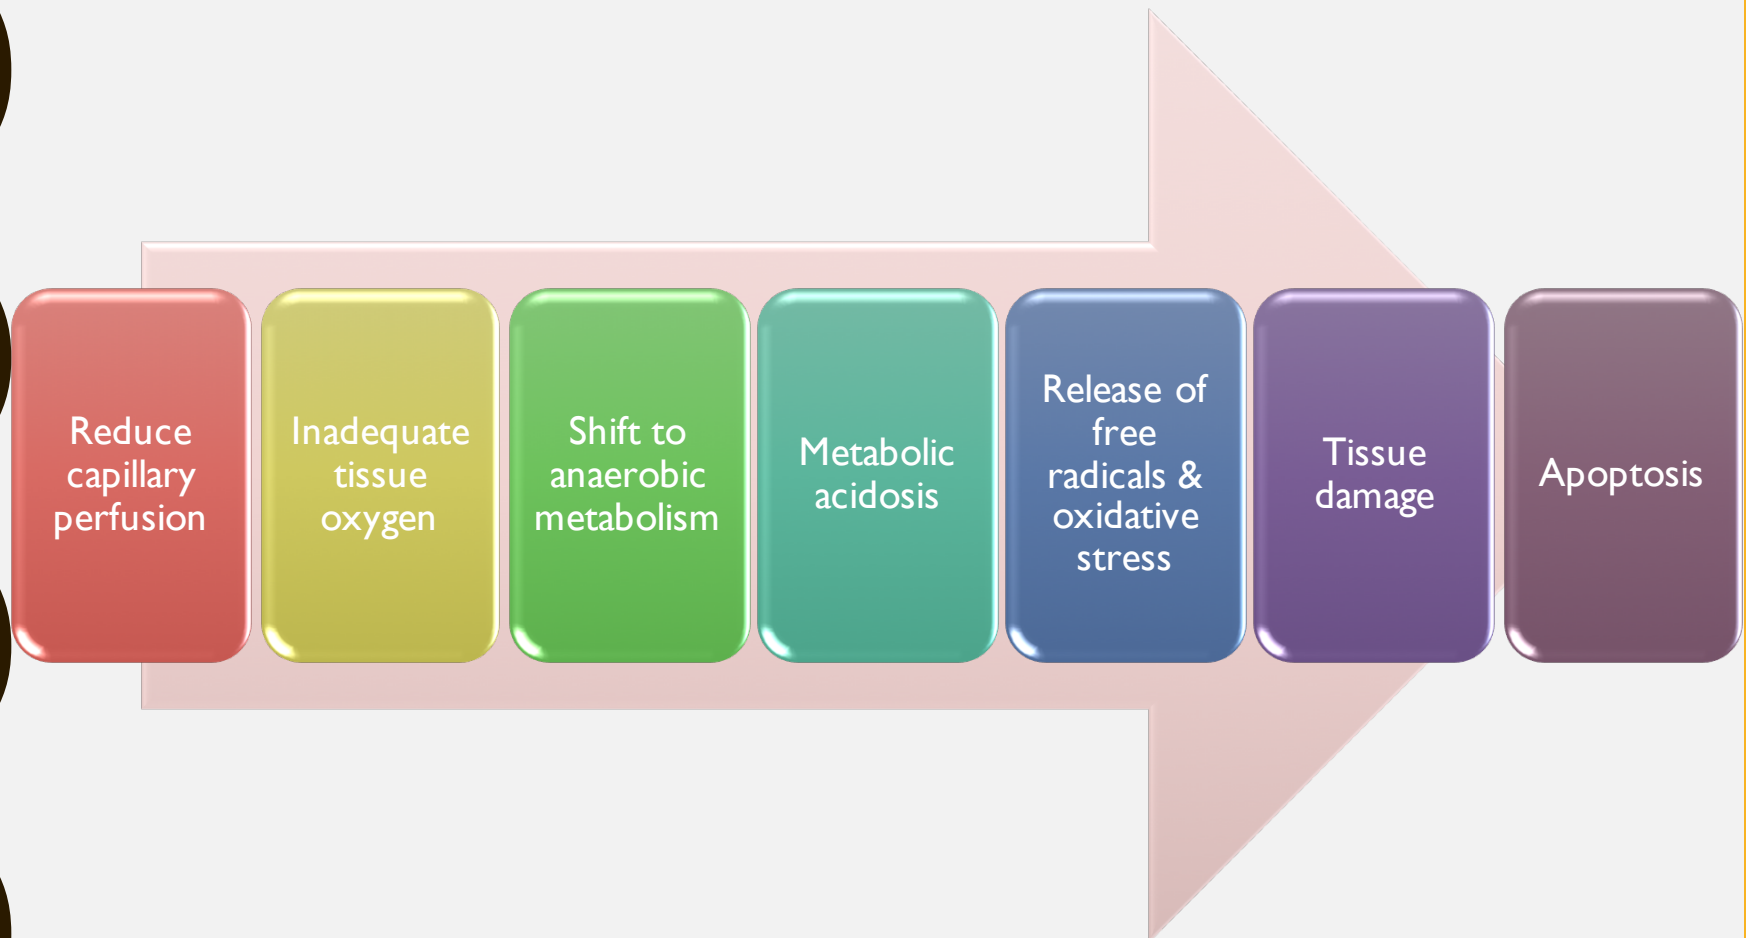 Reduce
capillary
perfusion
Inadequate
tissue
oxygen
Shift to
anaerobic
metabolism
Metabolic
acidosis
Release of
free
radicals &
oxidative
stress
Tissue
damage
Apoptosis